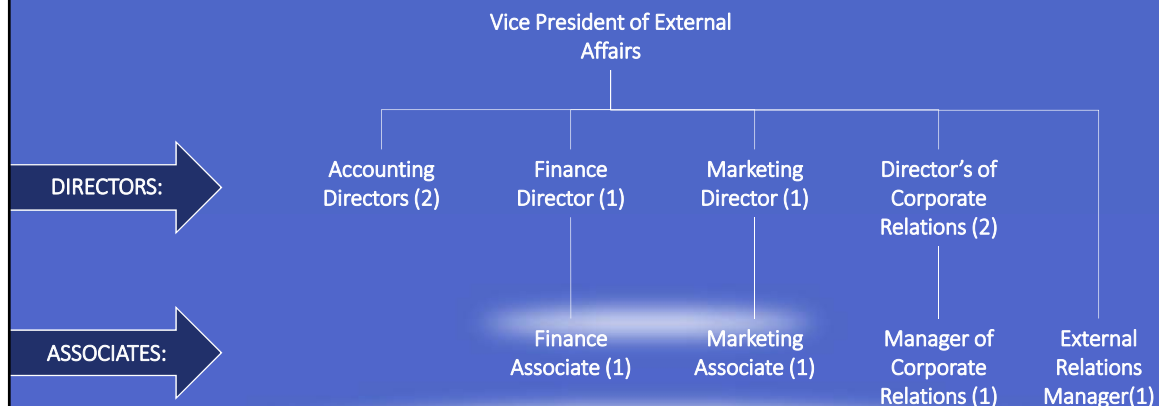 Vice President of External
Affairs
DIRECTORS:
Accounting
Directors (2)
Finance
Director (1)
Marketing
Director (1)
Director’s of
Corporate
Relations (2)
ASSOCIATES:
Finance
Associate (1)
Marketing
Associate (1)
Manager of
Corporate
Relations (1)
External
Relations
Manager(1)